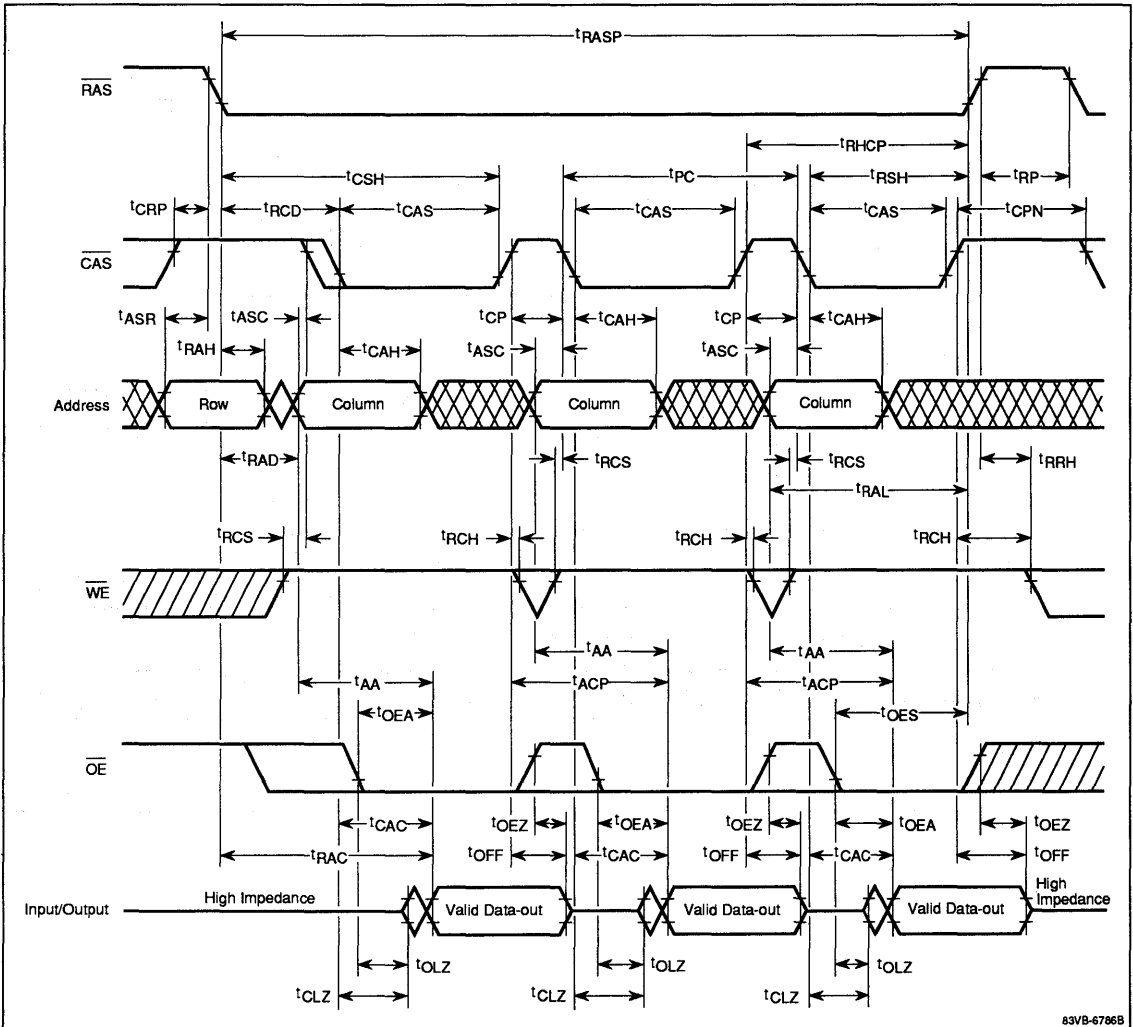 tRASP
RAS
tRHCP
tCSH tPC tRSH tRP
tCRP tRCD tCAS tCAS tCAS tCPN
CAS
tASR tASC tCP tCAH tCP tCAH
tRAH tCAH tASC tASC
Address Row Column Column Column
tRAD tRCS tRCS tRRH
tRAL
tRCS tRCH tRCH tRCH
WE
tAA tAA
tAA tACP tACP
tOEA tOES
OE
tCAC tOEZ tOEA tOEZ tOEA tOEZ
tRAC tOFF tCAC tOFF tCAC tOFF
Input/Output High Impedance Valid Data-out Valid Data-out Valid Data-out High Impedance
tOLZ tOLZ tOLZ
tCLZ tCLZ tCLZ
83VB-6786B